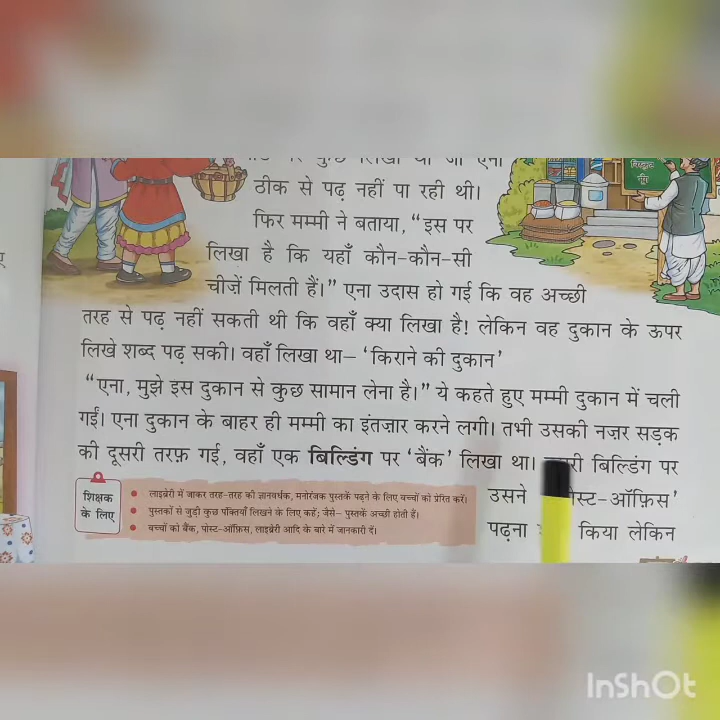 ठीक से पढ़ नहीं पा रही थी।
फिर मम्मी ने बताया, “इस पर
लिखा है कि यहाँ कौन-कौन-सी
चीज़ें मिलती हैं।” एना उदास हो गई कि वह अच्छी
तरह से पढ़ नहीं सकती थी कि वहाँ क्या लिखा है! लेकिन वह दुकान के ऊपर
लिखे शब्द पढ़ सकी। वहाँ लिखा था– ‘किराने की दुकान’
“एना, मुझे इस दुकान से कुछ सामान लेना है।” ये कहते हुए मम्मी दुकान में चली
गईं। एना दुकान के बाहर ही मम्मी का इंतज़ार करने लगी। तभी उसकी नज़र सड़क
की दूसरी तरफ़ गई, वहाँ एक बिल्डिंग पर ‘बैंक’ लिखा था। बिल्डिंग पर
उसने पोस्ट-ऑफ़िस’
पढ़ना किया लेकिन
शिक्षक
के लिए
• लाइब्रेरी में जाकर तरह-तरह की ज्ञानवर्धक, मनोरंजक पुस्तकें पढ़ने के लिए बच्चों को प्रेरित करें।
• पुस्तकों से जुड़ी कुछ पंक्तियाँ लिखने के लिए कहें; जैसे– पुस्तकें अच्छी होती हैं।
• बच्चों को बैंक, पोस्ट-ऑफ़िस, लाइब्रेरी आदि के बारे में जानकारी दें।
InShOt